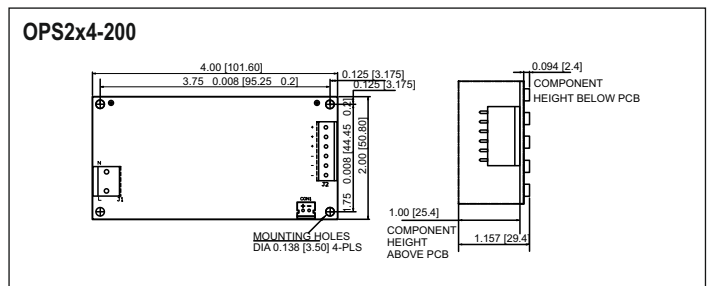 OPS2x4-200
4.00 [101.60]
3.75 0.008 [95.25 0.2]
0.125 [3.175]
0.125 [3.175]
0.094 [2.4]
COMPONENT
HEIGHT BELOW PCB
1.75 0.008 [44.45 0.2]
2.00 [50.80]
+
+
+
-
-
-
J2
N
L
J1
CON1
MOUNTING HOLES
DIA 0.138 [3.50] 4-PLS
1.00 [25.4]
COMPONENT
HEIGHT
ABOVE PCB
1.157 [29.4]